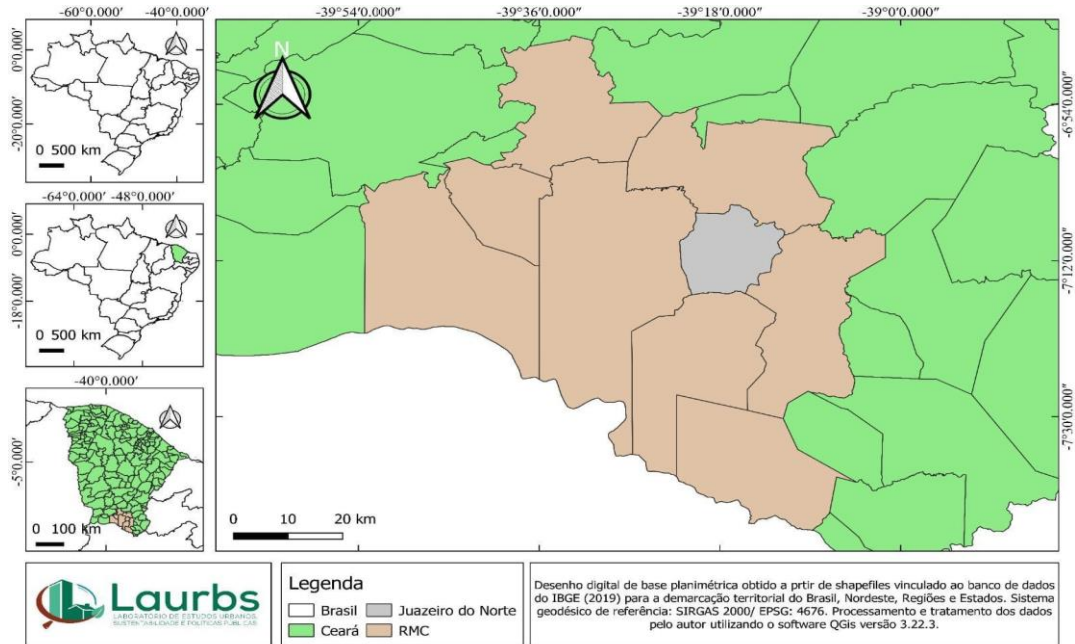 -60°0.000′ -40°0.000′
0°0.000′
-20°0.000′
0 500 km
-64°0.000′ -48°0.000′
0°0.000′
-18°0.000′
0 500 km
-40°0.000′
-5°0.000′
0 100 km
-39°54′0.000″ -39°36′0.000″ -39°18′0.000″ -39°0′0.000″
N
-6°54′0.000″
-7°12′0.000″
-7°30′0.000″
0 10 20 km
Laurbs
LABORATÓRIO DE ESTUDOS URBANOS,
SUSTENTABILIDADE E POLÍTICAS PÚBLICAS
Legenda
Brasil Juazeiro do Norte
Ceará RMC
Desenho digital de base planimétrica obtido a prtir de shapefiles vinculado ao banco de dados
do IBGE (2019) para a demarcação territorial do Brasil, Nordeste, Regiões e Estados. Sistema
geodésico de referência: SIRGAS 2000/ EPSG: 4676. Processamento e tratamento dos dados
pelo autor utilizando o software QGis versão 3.22.3.